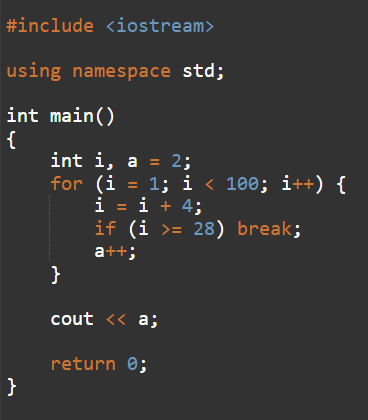 #include <iostream>
using namespace std;
int main()
{
int i, a = 2;
for (i = 1; i < 100; i++) {
i = i + 4;
if (i >= 28) break;
a++;
}
cout << a;
return 0;
}